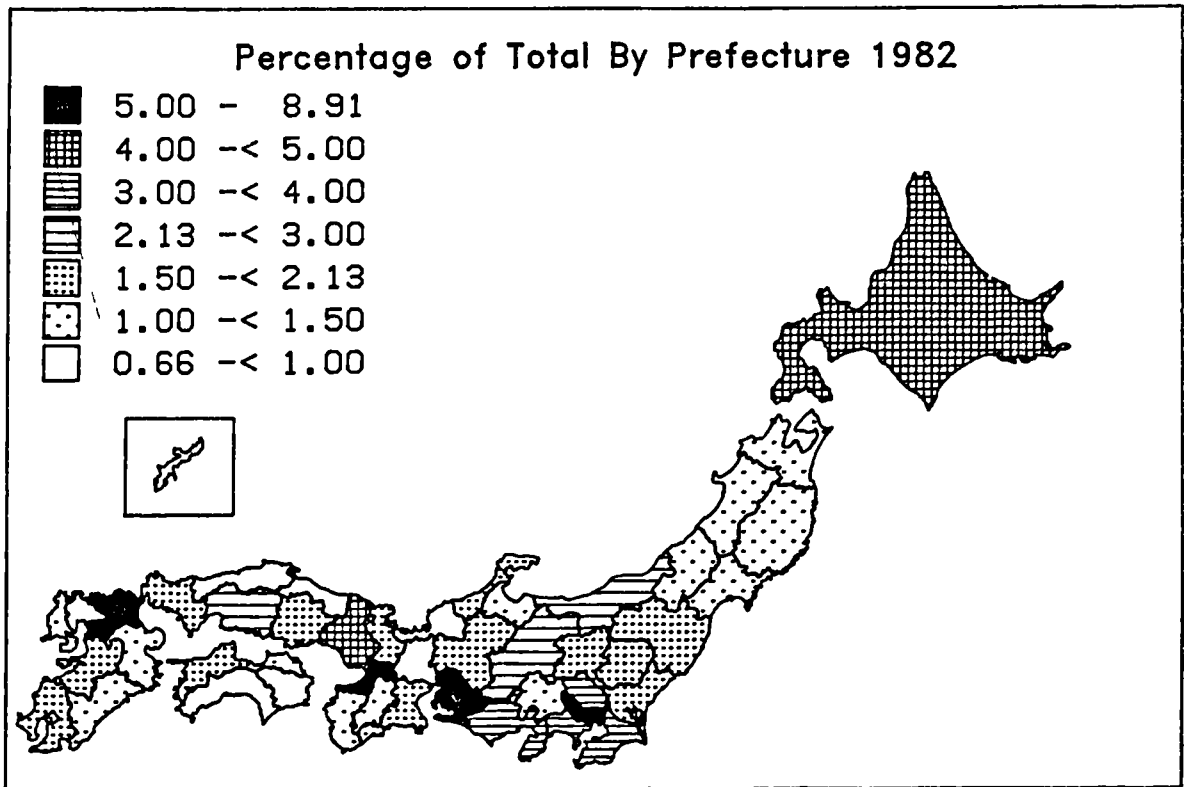 Percentage of Total By Prefecture 1982
5.00 - 8.91
4.00 -< 5.00
3.00 -< 4.00
2.13 -< 3.00
1.50 -< 2.13
1.00 -< 1.50
0.66 -< 1.00